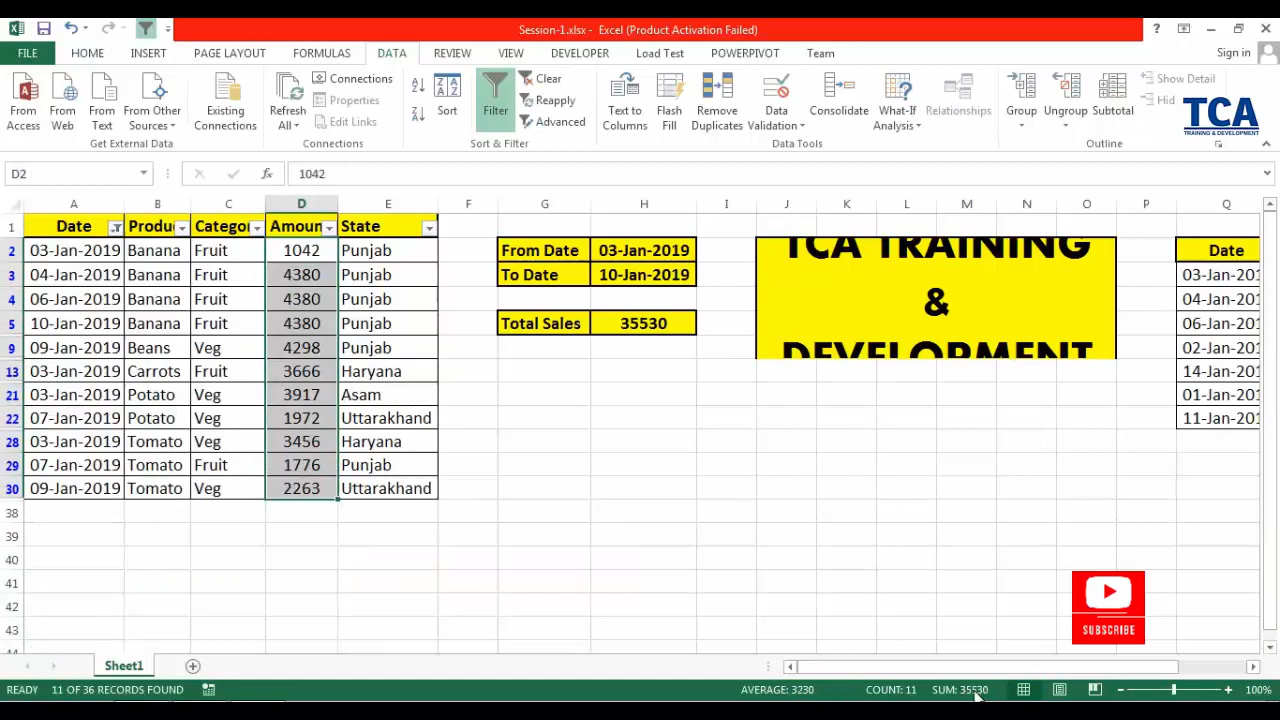 Session-1.xlsx - Excel (Product Activation Failed)
FILE HOME INSERT PAGE LAYOUT FORMULAS DATA REVIEW VIEW DEVELOPER Load Test POWERPIVOT Team Sign in
From Access
From Web
From Text
From Other Sources
Get External Data
Existing Connections
Refresh All
Connections
Properties
Edit Links
Connections
Sort
Filter
Clear
Reapply
Advanced
Sort & Filter
Text to Columns
Flash Fill
Remove Duplicates
Data Validation
Consolidate
What-If Analysis
Relationships
Data Tools
Group
Ungroup
Subtotal
Show Detail
Hid
Outline
TCA
TRAINING & DEVELOPMENT
D2 fx 1042
A B C D E F G H I J K L M N O P Q
1 Date Produ Categor Amoun State
2 03-Jan-2019 Banana Fruit 1042 Punjab From Date 03-Jan-2019 Date
3 04-Jan-2019 Banana Fruit 4380 Punjab To Date 10-Jan-2019 03-Jan-201
4 06-Jan-2019 Banana Fruit 4380 Punjab 04-Jan-201
5 10-Jan-2019 Banana Fruit 4380 Punjab Total Sales 35530 06-Jan-201
9 09-Jan-2019 Beans Veg 4298 Punjab 02-Jan-201
13 03-Jan-2019 Carrots Fruit 3666 Haryana 14-Jan-201
21 03-Jan-2019 Potato Veg 3917 Asam 01-Jan-201
22 07-Jan-2019 Potato Veg 1972 Uttarakhand 11-Jan-201
28 03-Jan-2019 Tomato Veg 3456 Haryana
29 07-Jan-2019 Tomato Fruit 1776 Punjab
30 09-Jan-2019 Tomato Veg 2263 Uttarakhand
38
39
40
41
42
43
TCA TRAINING
&
DEVELOPMENT
SUBSCRIBE
Sheet1
READY 11 OF 36 RECORDS FOUND AVERAGE: 3230 COUNT: 11 SUM: 35530 100%